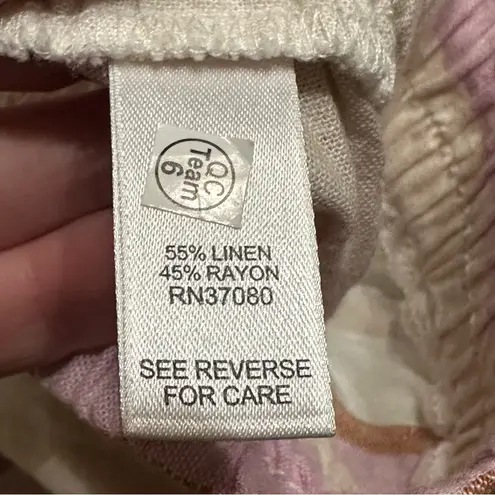 QC
Team
6
55% LINEN
45% RAYON
RN37080
SEE REVERSE
FOR CARE